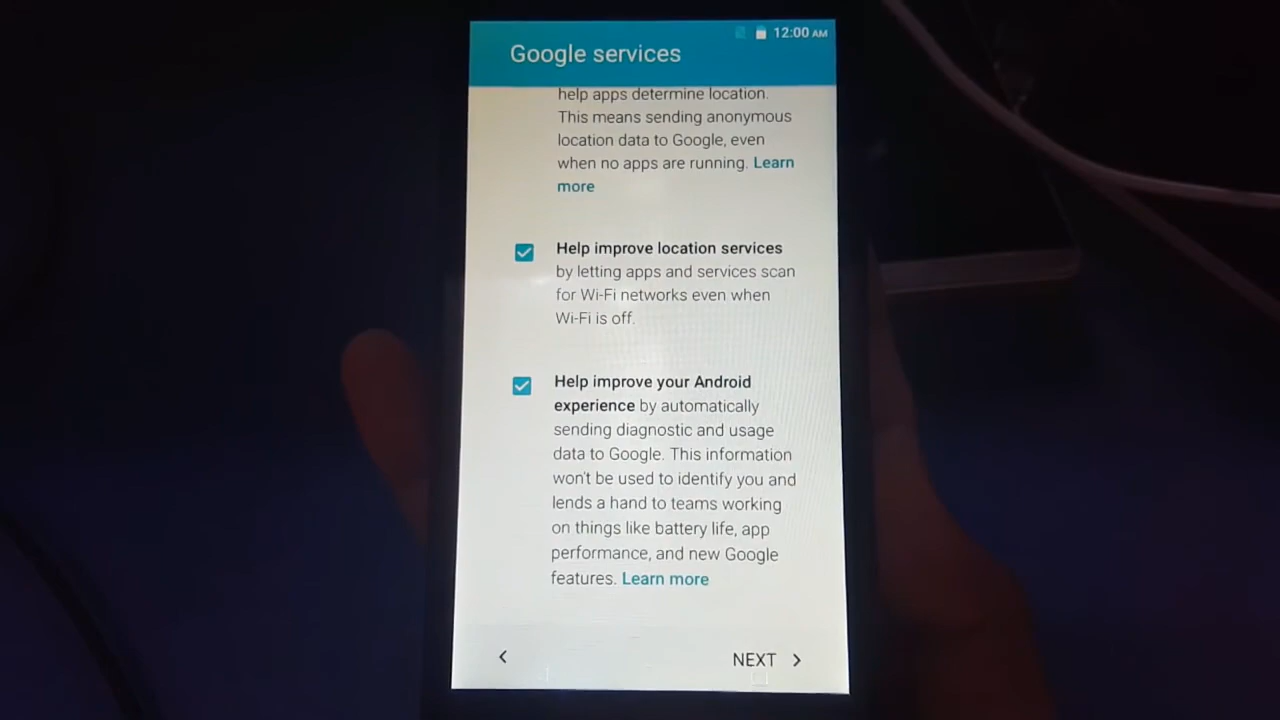 12:00 AM
Google services
help apps determine location.
This means sending anonymous
location data to Google, even
when no apps are running. Learn
more
Help improve location services
by letting apps and services scan
for Wi-Fi networks even when
Wi-Fi is off.
Help improve your Android
experience by automatically
sending diagnostic and usage
data to Google. This information
won't be used to identify you and
lends a hand to teams working
on things like battery life, app
performance, and new Google
features. Learn more
NEXT